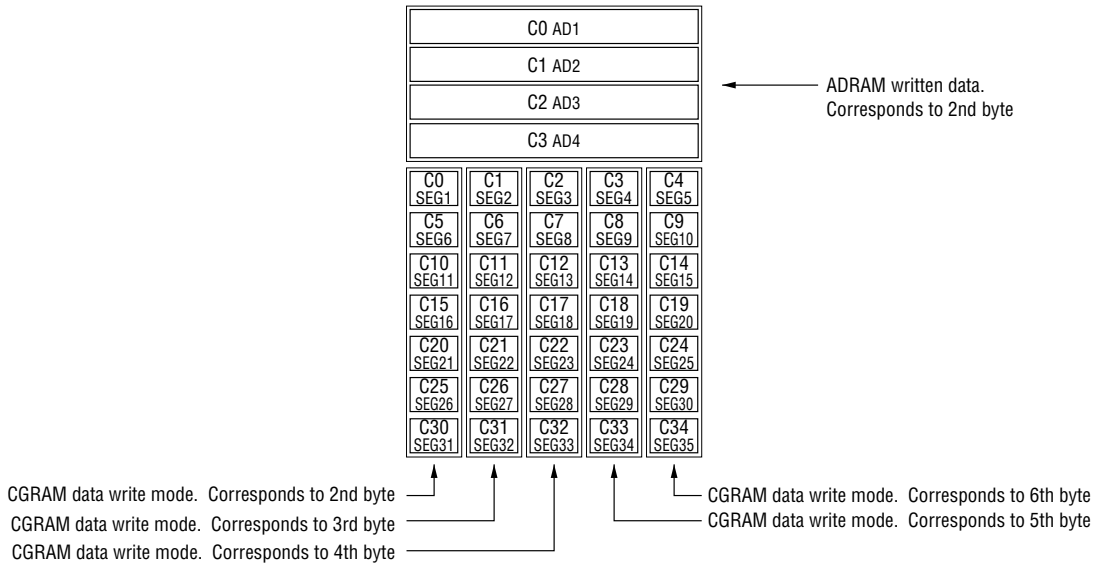 C0 AD1
C1 AD2
C2 AD3
C3 AD4
ADRAM written data.
Corresponds to 2nd byte
C0 C1 C2 C3 C4
SEG1 SEG2 SEG3 SEG4 SEG5
C5 C6 C7 C8 C9
SEG6 SEG7 SEG8 SEG9 SEG10
C10 C11 C12 C13 C14
SEG11 SEG12 SEG13 SEG14 SEG15
C15 C16 C17 C18 C19
SEG16 SEG17 SEG18 SEG19 SEG20
C20 C21 C22 C23 C24
SEG21 SEG22 SEG23 SEG24 SEG25
C25 C26 C27 C28 C29
SEG26 SEG27 SEG28 SEG29 SEG30
C30 C31 C32 C33 C34
SEG31 SEG32 SEG33 SEG34 SEG35
CGRAM data write mode. Corresponds to 2nd byte
CGRAM data write mode. Corresponds to 3rd byte
CGRAM data write mode. Corresponds to 4th byte
CGRAM data write mode. Corresponds to 6th byte
CGRAM data write mode. Corresponds to 5th byte